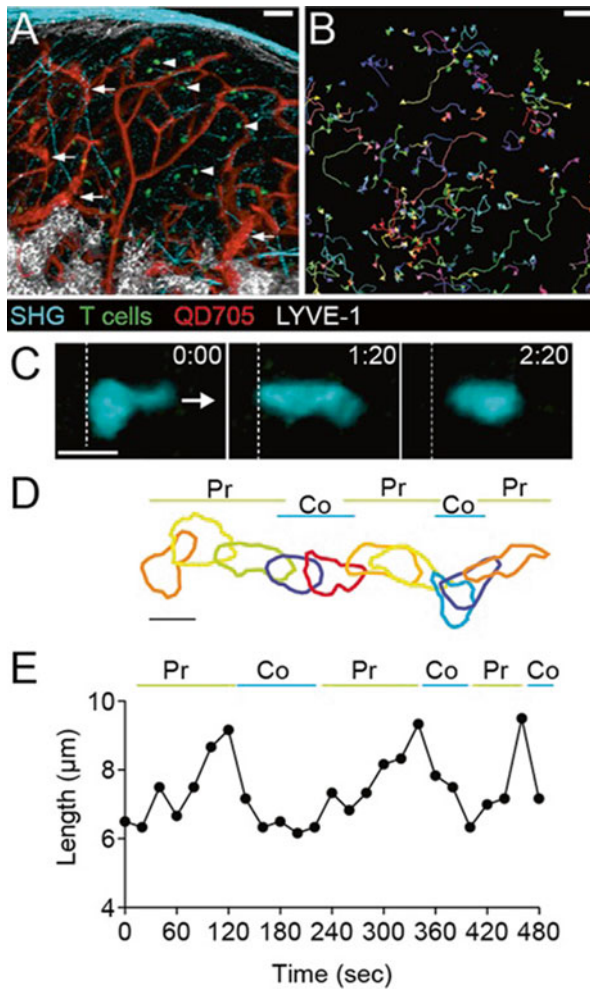 A
B
SHG T cells QD705 LYVE-1
C
0:00
1:20
2:20
D
Pr
Co
Pr
Co
Pr
E
Pr
Co
Pr
Co
Pr
Co
Length (μm)
10
8
6
4
0 60 120 180 240 300 360 400 480
Time (sec)